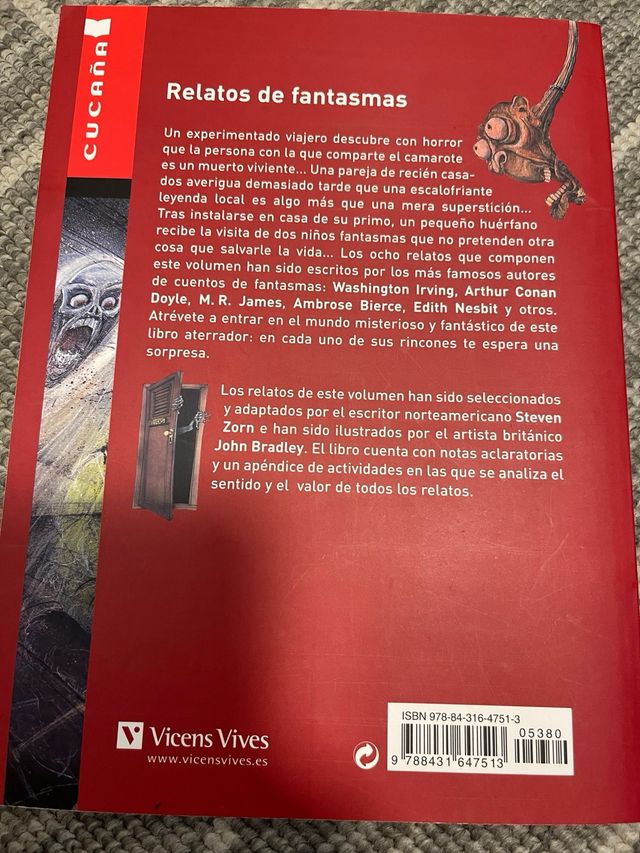 CUCAÑA
Relatos de fantasmas
Un experimentado viajero descubre con horror
que la persona con la que comparte el camarote
es un muerto viviente... Una pareja de recién casa-
dos averigua demasiado tarde que una escalofriante
leyenda local es algo más que una mera superstición...
Tras instalarse en casa de su primo, un pequeño huérfano
recibe la visita de dos niños fantasmas que no pretenden otra
cosa que salvarle la vida... Los ocho relatos que componen
este volumen han sido escritos por los más famosos autores
de cuentos de fantasmas: Washington Irving, Arthur Conan
Doyle, M. R. James, Ambrose Bierce, Edith Nesbit y otros.
Atrévete a entrar en el mundo misterioso y fantástico de este
libro aterrador: en cada uno de sus rincones te espera una
sorpresa.
Los relatos de este volumen han sido seleccionados
y adaptados por el escritor norteamericano Steven
Zorn e han sido ilustrados por el artista británico
John Bradley. El libro cuenta con notas aclaratorias
y un apéndice de actividades en las que se analiza el
sentido y el valor de todos los relatos.
Vicens Vives
www.vicensvives.es
ISBN 978-84-316-4751-3
05380
9 788431 647513